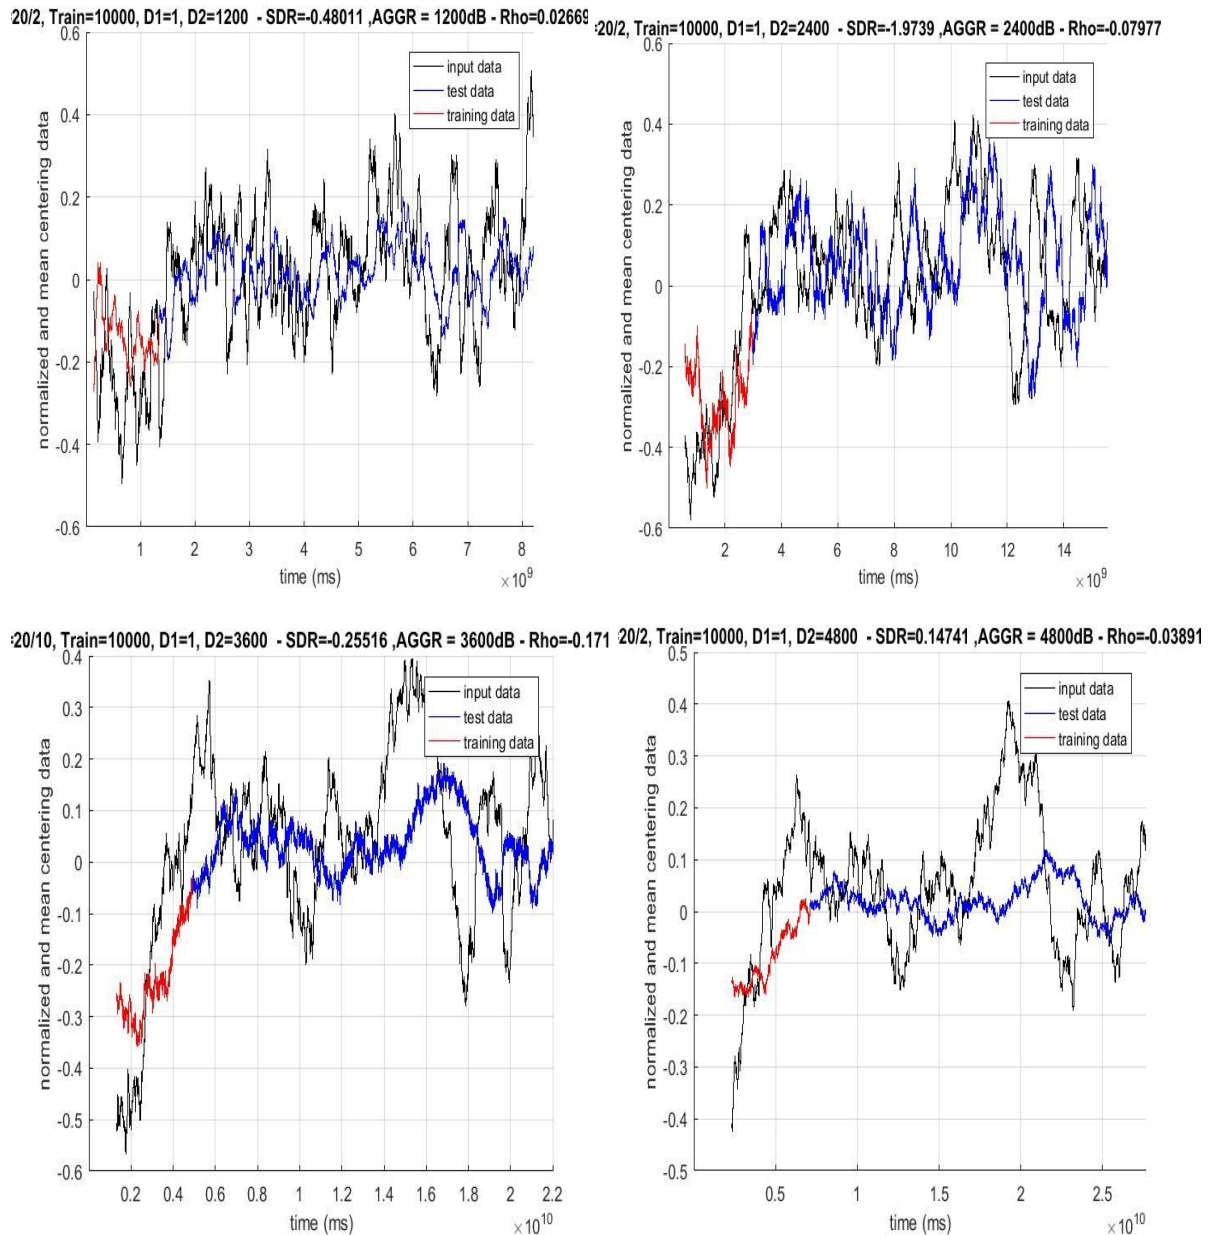 :20/2, Train=10000, D1=1, D2=1200 - SDR=-0.48011 ,AGGR = 1200dB - Rho=0.02669
0.6
0.4
0.2
0
-0.2
-0.4
-0.6
normalized and mean centering data
input data
test data
training data
1 2 3 4 5 6 7 8
time (ms)
×10^9
:20/2, Train=10000, D1=1, D2=2400 - SDR=-1.9739 ,AGGR = 2400dB - Rho=-0.07977
0.6
0.4
0.2
0
-0.2
-0.4
-0.6
normalized and mean centering data
input data
test data
training data
2 4 6 8 10 12 14
time (ms)
×10^9
:20/10, Train=10000, D1=1, D2=3600 - SDR=-0.25516 ,AGGR = 3600dB - Rho=-0.171
0.4
0.3
0.2
0.1
0
-0.1
-0.2
-0.3
-0.4
-0.5
-0.6
normalized and mean centering data
input data
test data
training data
0.2 0.4 0.6 0.8 1 1.2 1.4 1.6 1.8 2 2.2
time (ms)
×10^10
:20/2, Train=10000, D1=1, D2=4800 - SDR=0.14741 ,AGGR = 4800dB - Rho=-0.03891
0.5
0.4
0.3
0.2
0.1
0
-0.1
-0.2
-0.3
-0.4
-0.5
normalized and mean centering data
input data
test data
training data
0.5 1 1.5 2 2.5
time (ms)
×10^10